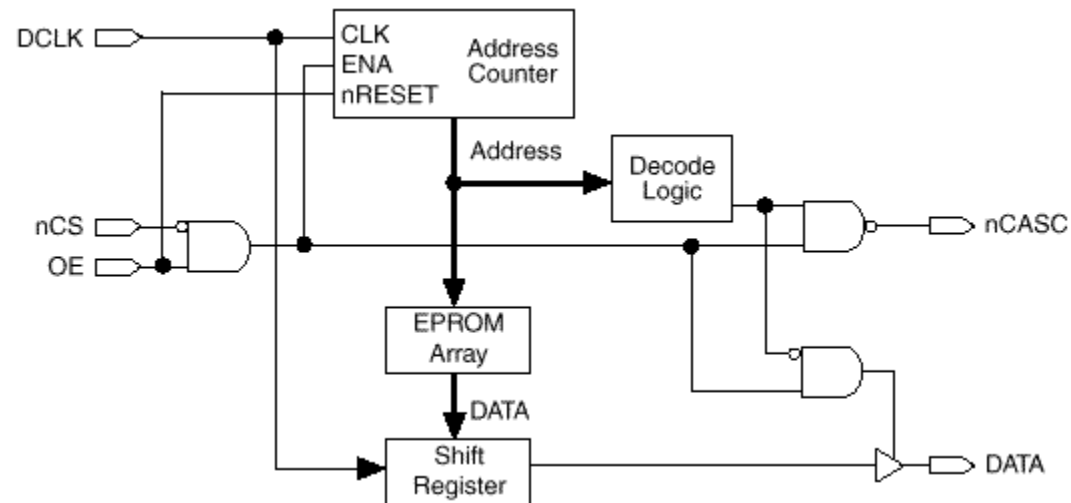 DCLK
CLK
ENA
nRESET
Address
Counter
Address
Decode
Logic
nCS
OE
nCASC
EPROM
Array
DATA
Shift
Register
DATA